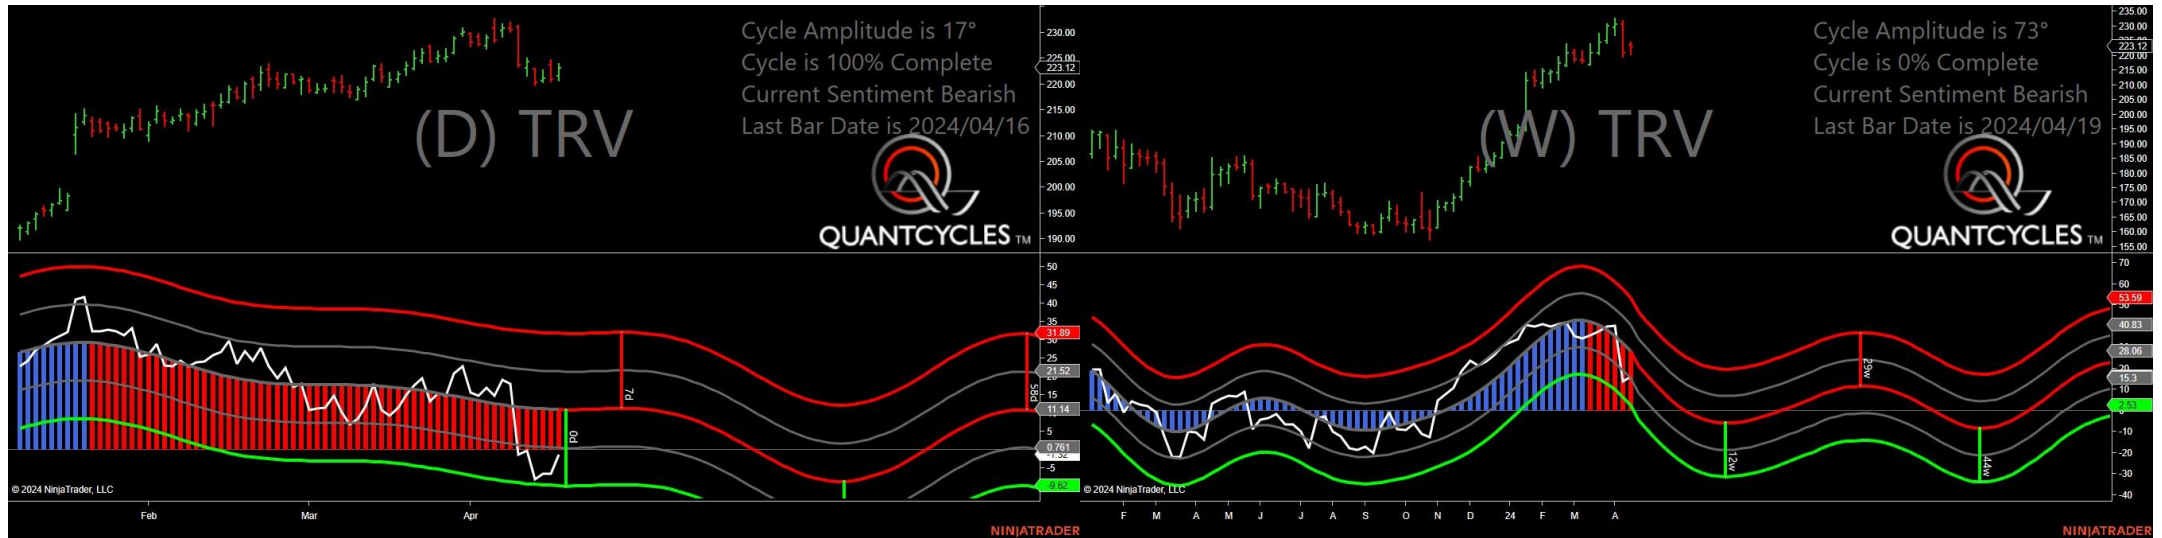 Cycle Amplitude is 17°
Cycle is 100% Complete
Current Sentiment Bearish
Last Bar Date is 2024/04/16
(D) TRV
QUANTCYCLES TM
230.00
225.00
223.12
220.00
215.00
210.00
205.00
200.00
195.00
190.00
50
45
40
35
31.89
30
25
21.52
15
11.14
5
0.761
-1.32
-5
-9.62
7d
58d
0d
© 2024 NinjaTrader, LLC
Feb
Mar
Apr
NINJATRADER
Cycle Amplitude is 73°
Cycle is 0% Complete
Current Sentiment Bearish
Last Bar Date is 2024/04/19
(W) TRV
QUANTCYCLES TM
235.00
230.00
223.12
220.00
215.00
210.00
205.00
200.00
195.00
190.00
185.00
180.00
175.00
170.00
165.00
160.00
155.00
70
60
53.59
40.83
28.06
20
15.3
10
2.53
-10
-20
-30
-40
29w
12w
44w
© 2024 NinjaTrader, LLC
F
M
A
M
J
J
A
S
O
N
D
24
F
M
A
NINJATRADER